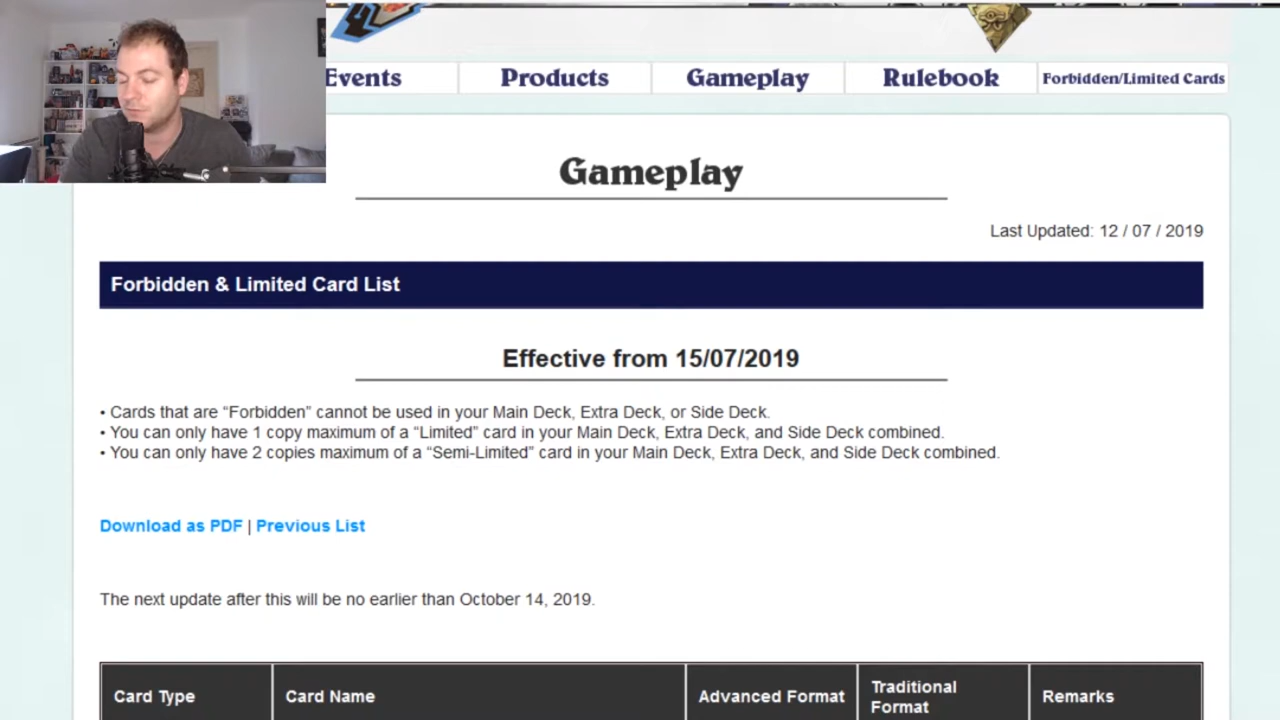 Events Products Gameplay Rulebook Forbidden/Limited Cards
Gameplay
Last Updated: 12 / 07 / 2019
Forbidden & Limited Card List
Effective from 15/07/2019
• Cards that are “Forbidden” cannot be used in your Main Deck, Extra Deck, or Side Deck.
• You can only have 1 copy maximum of a “Limited” card in your Main Deck, Extra Deck, and Side Deck combined.
• You can only have 2 copies maximum of a “Semi-Limited” card in your Main Deck, Extra Deck, and Side Deck combined.
Download as PDF | Previous List
The next update after this will be no earlier than October 14, 2019.
Card Type Card Name Advanced Format Traditional Format Remarks